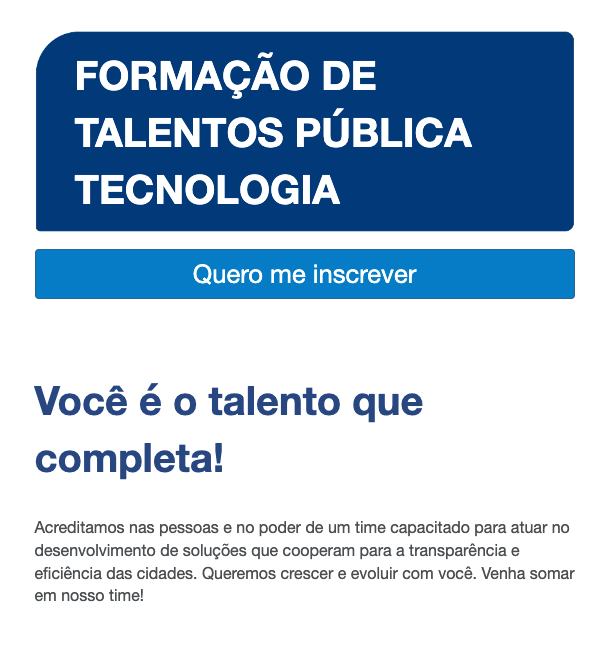 FORMAÇÃO DE
TALENTOS PÚBLICA
TECNOLOGIA
Quero me inscrever
Você é o talento que
completa!
Acreditamos nas pessoas e no poder de um time capacitado para atuar no
desenvolvimento de soluções que cooperam para a transparência e
eficiência das cidades. Queremos crescer e evoluir com você. Venha somar
em nosso time!